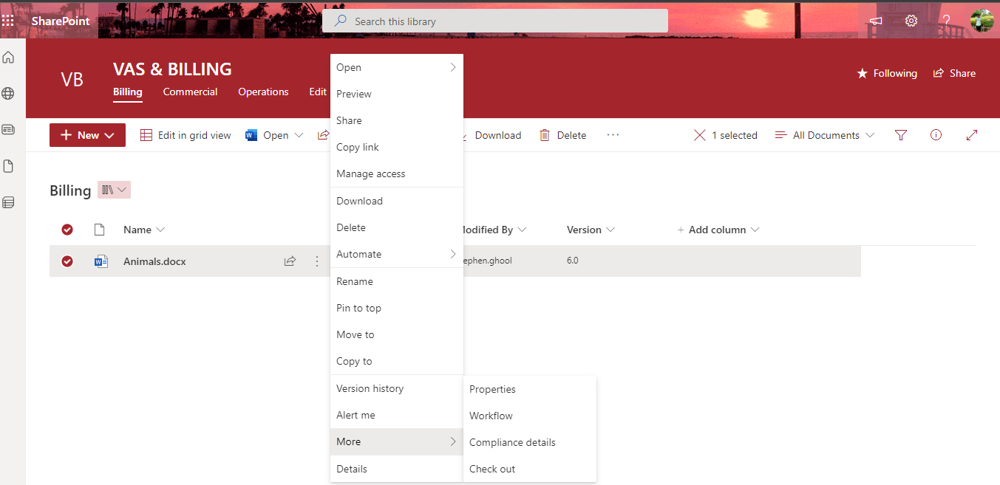 SharePoint
Search this library
?
VB
VAS & BILLING
Billing Commercial Operations Edit
Following Share
+ New Edit in grid view Open Download Delete ... 1 selected All Documents
Billing
Name Modified By Version + Add column
Animals.docx ephen.ghool 6.0
Open
Preview
Share
Copy link
Manage access
Download
Delete
Automate
Rename
Pin to top
Move to
Copy to
Version history
Alert me
More
Details
Properties
Workflow
Compliance details
Check out